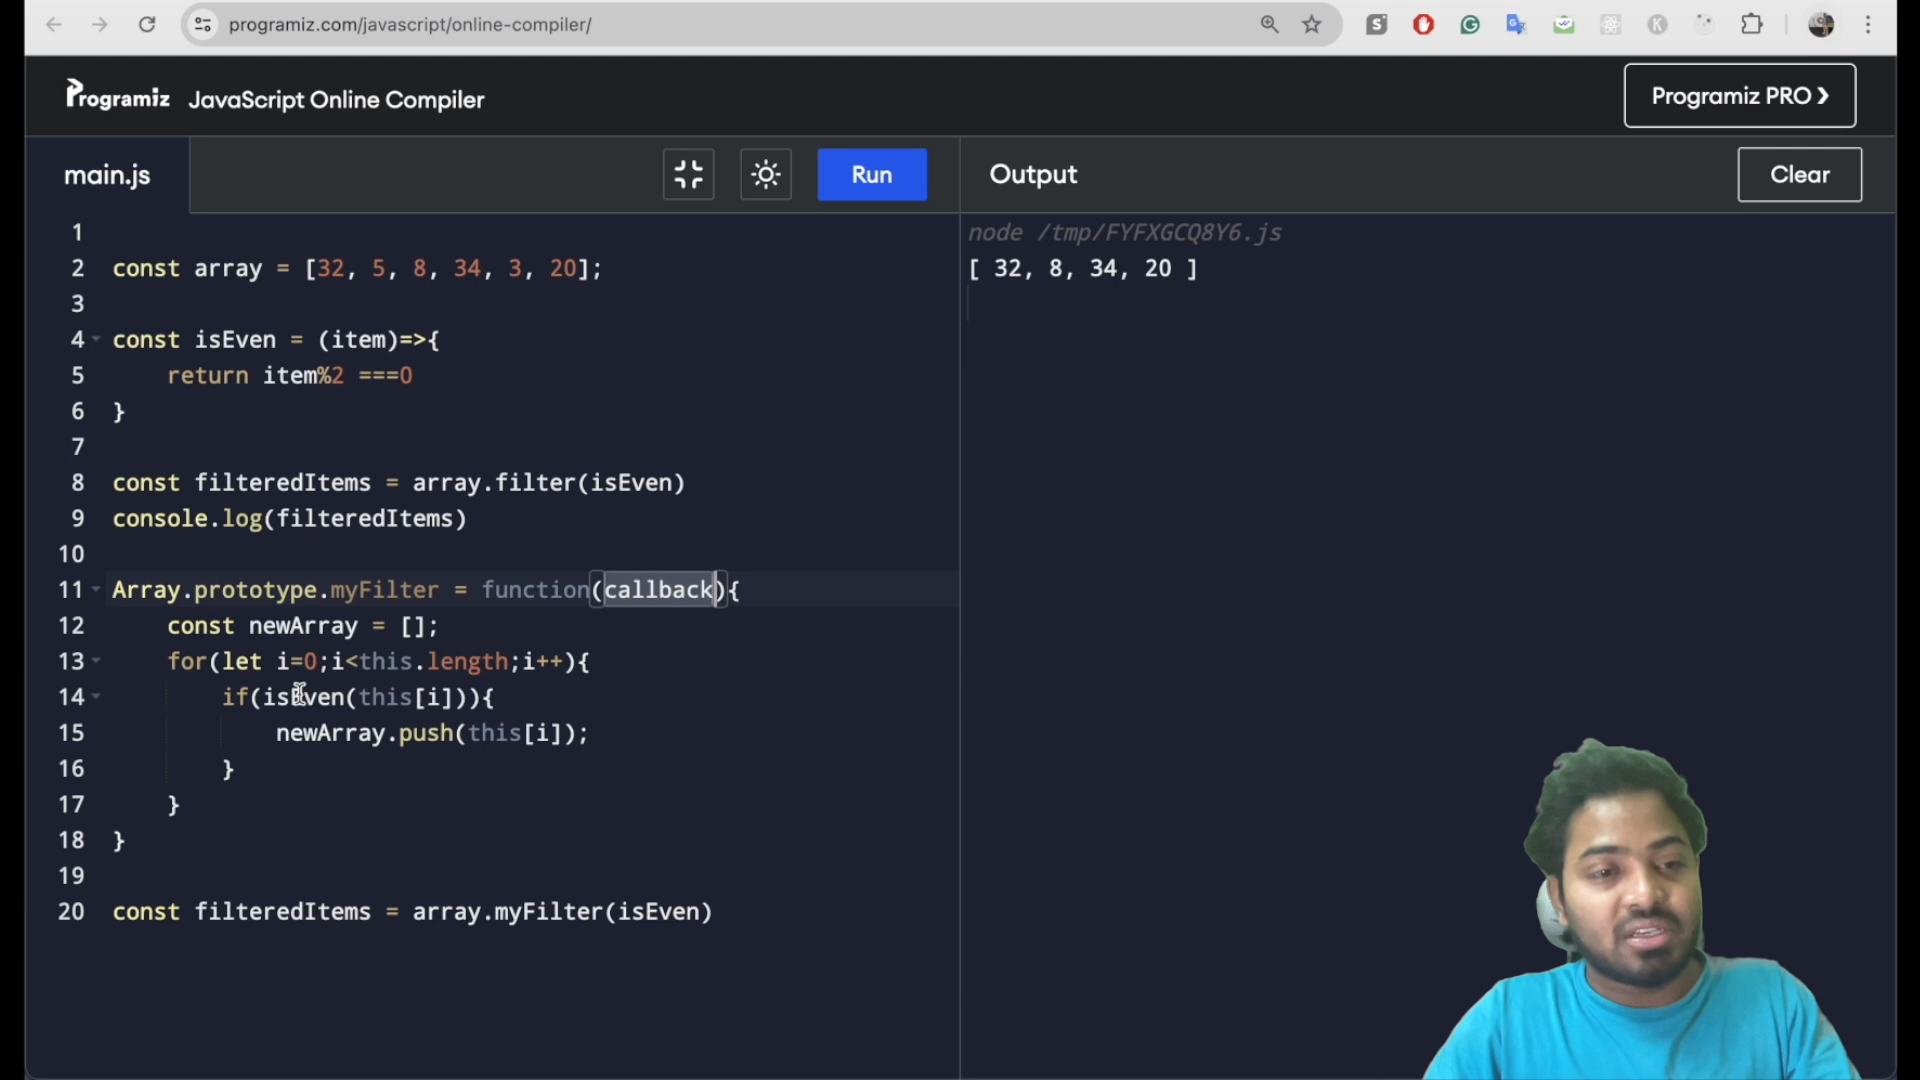 programiz.com/javascript/online-compiler/
Programiz JavaScript Online Compiler
Programiz PRO ❯
main.js
Run
Output
Clear
1
2 const array = [32, 5, 8, 34, 3, 20];
3
4 const isEven = (item)=>{
5 return item%2 ===0
6 }
7
8 const filteredItems = array.filter(isEven)
9 console.log(filteredItems)
10
11 Array.prototype.myFilter = function(callback){
12 const newArray = [];
13 for(let i=0;i<this.length;i++){
14 if(isEven(this[i])){
15 newArray.push(this[i]);
16 }
17 }
18 }
19
20 const filteredItems = array.myFilter(isEven)
node /tmp/FYFXGCQ8Y6.js
[ 32, 8, 34, 20 ]